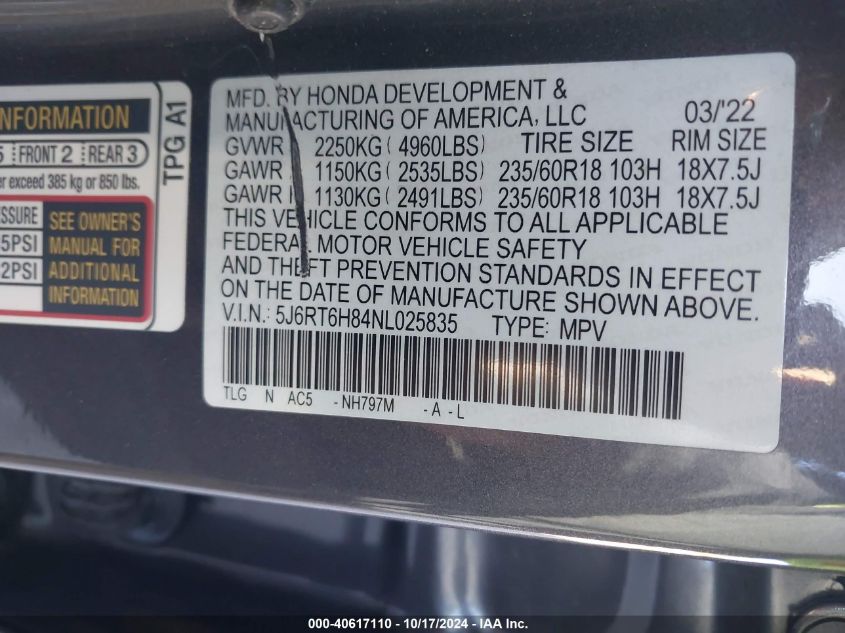 NFORMATION
5 FRONT 2 REAR 3
er exceed 385 kg or 850 lbs.
TPG A1
ESSURE
5PSI
2PSI
SEE OWNER'S
MANUAL FOR
ADDITIONAL
INFORMATION
MFD. BY HONDA DEVELOPMENT &
MANUFACTURING OF AMERICA, LLC 03/'22
GVWR 2250KG( 4960LBS) TIRE SIZE RIM SIZE
GAWR 1150KG( 2535LBS) 235/60R18 103H 18X7.5J
GAWR 1130KG( 2491LBS) 235/60R18 103H 18X7.5J
THIS VEHICLE CONFORMS TO ALL APPLICABLE
FEDERAL MOTOR VEHICLE SAFETY
AND THEFT PREVENTION STANDARDS IN EFFECT
ON THE DATE OF MANUFACTURE SHOWN ABOVE.
V.I.N.: 5J6RT6H84NL025835 TYPE: MPV
TLG N AC5 -NH797M -A-L
000-40617110 - 10/17/2024 - IAA Inc.